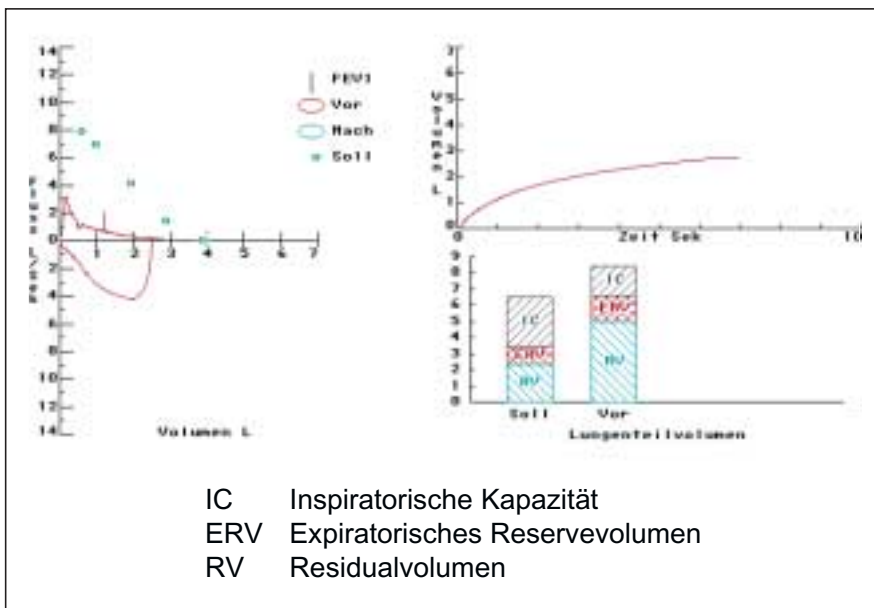 14
12
10
8
6
4
2
0
2
4
6
8
10
12
14
1 2 3 4 5 6 7
Volumen L
FEV1
Vor
Nach
Soll
7
6
5
4
3
2
1
0
Volumen L
0 Zeit Sek 10
9
8
7
6
5
4
3
2
1
0
IC
ERV
RV
IC
ERV
RV
Soll Vor
Lungenteilvolumen
IC Inspiratorische Kapazität
ERV Expiratorisches Reservevolumen
RV Residualvolumen